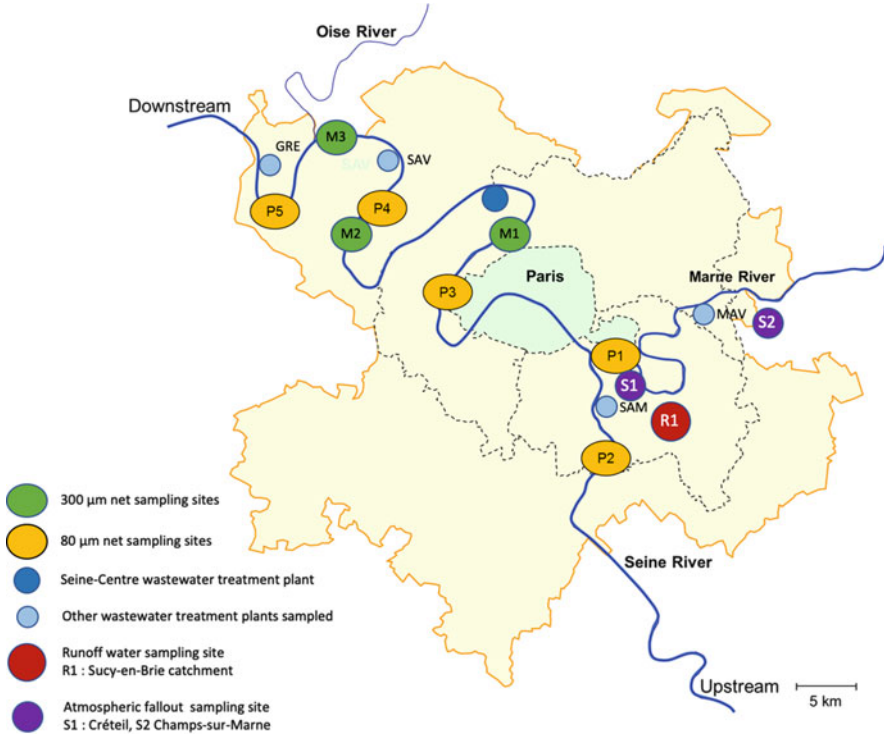 Oise River
Downstream
M3
GRE
SAV
SAV
P5
P4
M2
M1
Paris
Marne River
P3
MAV
S2
P1
S1
SAM
R1
P2
300 µm net sampling sites
80 µm net sampling sites
Seine River
Seine-Centre wastewater treatment plant
Other wastewater treatment plants sampled
Runoff water sampling site
R1 : Sucy-en-Brie catchment
Upstream
5 km
Atmospheric fallout sampling site
S1 : Créteil, S2 Champs-sur-Marne